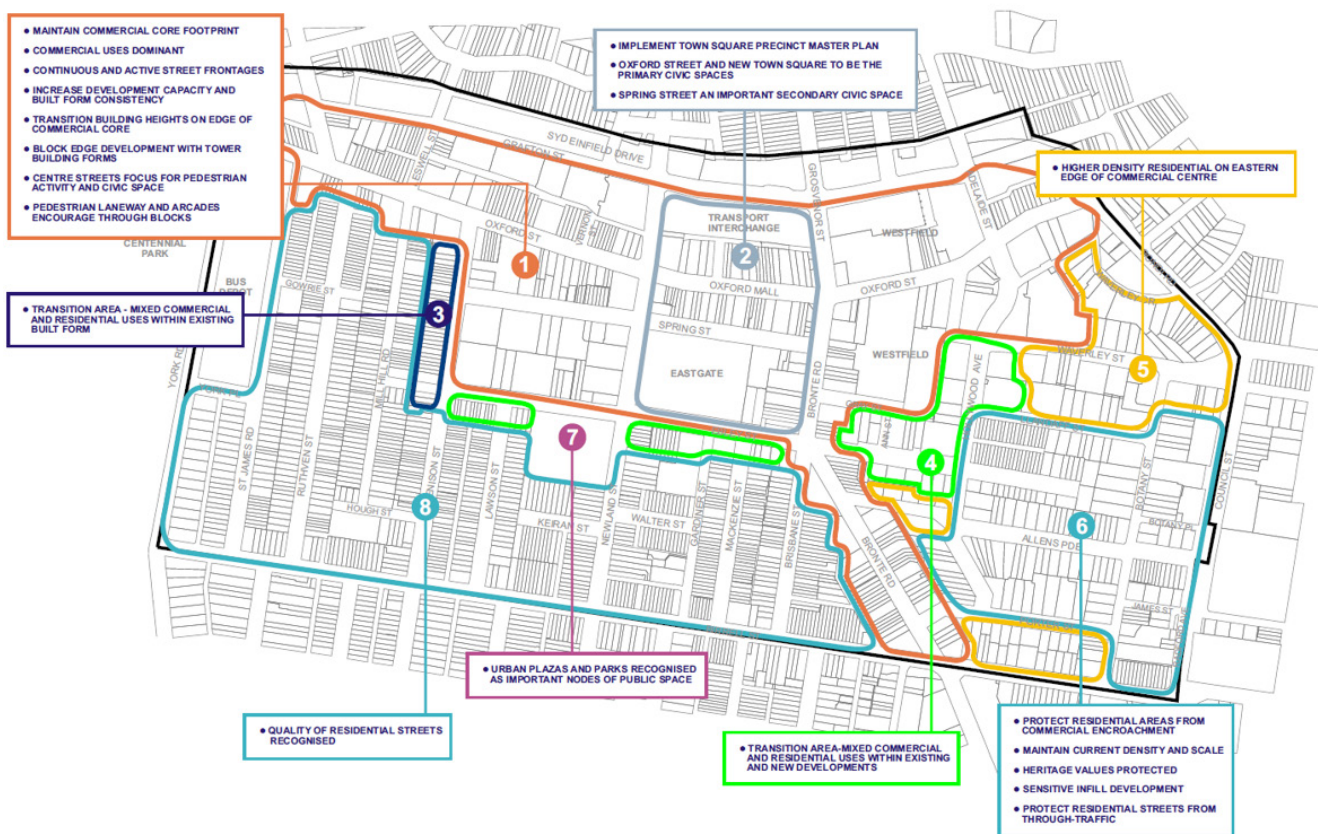 ● MAINTAIN COMMERCIAL CORE FOOTPRINT
● COMMERCIAL USES DOMINANT
● CONTINUOUS AND ACTIVE STREET FRONTAGES
● INCREASE DEVELOPMENT CAPACITY AND
BUILT FORM CONSISTENCY
● TRANSITION BUILDING HEIGHTS ON EDGE OF
COMMERCIAL CORE
● BLOCK EDGE DEVELOPMENT WITH TOWER
BUILDING FORMS
● CENTRE STREETS FOCUS FOR PEDESTRIAN
ACTIVITY AND CIVIC SPACE
● PEDESTRIAN LANEWAY AND ARCADES
ENCOURAGE THROUGH BLOCKS
● IMPLEMENT TOWN SQUARE PRECINCT MASTER PLAN
● OXFORD STREET AND NEW TOWN SQUARE TO BE THE
PRIMARY CIVIC SPACES
● SPRING STREET AN IMPORTANT SECONDARY CIVIC SPACE
● HIGHER DENSITY RESIDENTIAL ON EASTERN
EDGE OF COMMERCIAL CENTRE
● TRANSITION AREA - MIXED COMMERCIAL
AND RESIDENTIAL USES WITHIN EXISTING
BUILT FORM
SYD EINFIELD DRIVE
GRAFTON ST
GROSVENOR ST
VERNON ST
OXFORD ST
TRANSPORT
INTERCHANGE
WESTFIELD
CENTENNIAL
PARK
BUS
GOWRIE ST
1
2
OXFORD MALL
OXFORD ST
3
SPRING ST
EASTGATE
WESTFIELD
WAVERLEY ST
5
YORK RD
MILL HILL RD
BRONTE RD
ANN ST
4
7
ST JAMES RD
RUTHVEN ST
8
LAWSON ST
HOUGH ST
KEIRAN ST
WALTER ST
GARDINER ST
MACKENZIE ST
BRISBANE ST
BRONTE RD
BOTANY ST
COUNCIL ST
6
ALLENS PDE
JAMES ST
● URBAN PLAZAS AND PARKS RECOGNISED
AS IMPORTANT NODES OF PUBLIC SPACE
● QUALITY OF RESIDENTIAL STREETS
RECOGNISED
● TRANSITION AREA-MIXED COMMERCIAL
AND RESIDENTIAL USES WITHIN EXISTING
AND NEW DEVELOPMENTS
● PROTECT RESIDENTIAL AREAS FROM
COMMERCIAL ENCROACHMENT
● MAINTAIN CURRENT DENSITY AND SCALE
● HERITAGE VALUES PROTECTED
● SENSITIVE INFILL DEVELOPMENT
● PROTECT RESIDENTIAL STREETS FROM
THROUGH-TRAFFIC